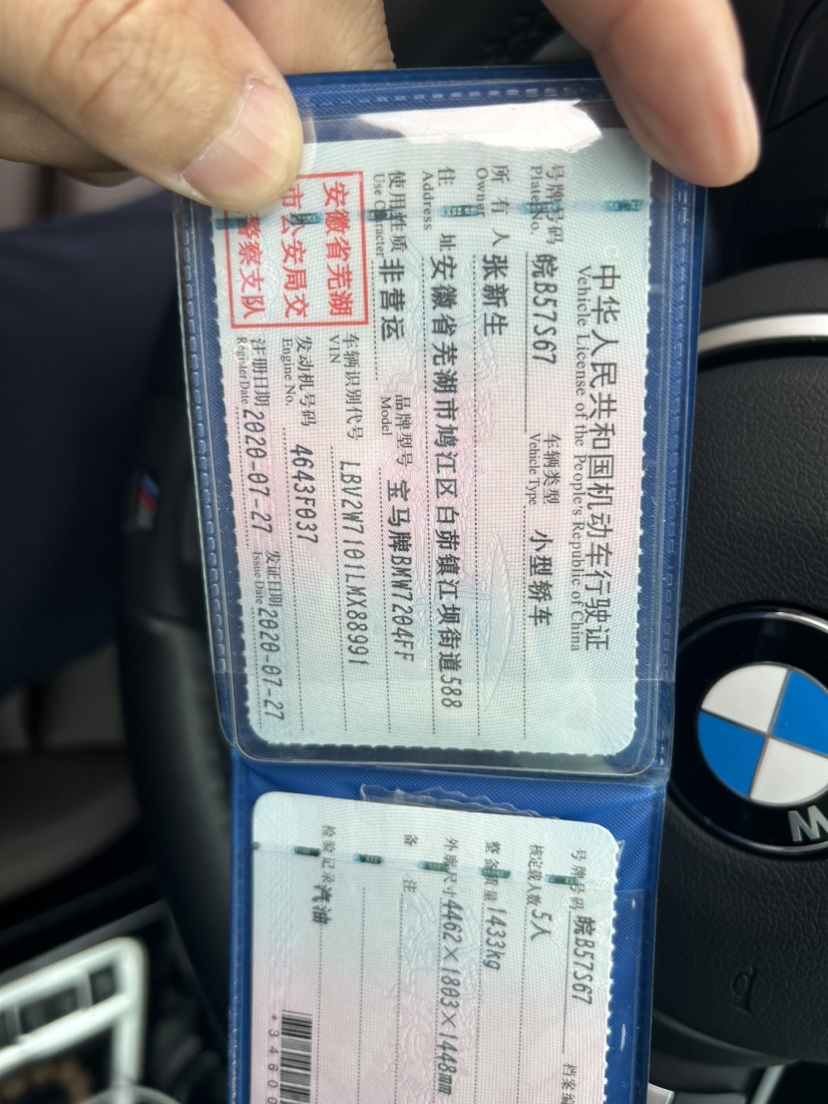 中华人民共和国机动车行驶证
Vehicle License of the People's Republic of China
号牌号码 皖B57S67 车辆类型 小型轿车
Plate No. Vehicle Type
所有人 张新生
Owner
住址 安徽省芜湖市鸠江区白茆镇江坝街道588
Address
使用性质 非营运 品牌型号 宝马牌BMW7204FF
Use Character Model
车辆识别代号 LBV2W7101LMX88991
VIN
发动机号码 4643F037
Engine No.
注册日期 2020-07-27 发证日期 2020-07-27
Register Date Issue Date
安徽省芜湖
市公安局交
警察支队
号牌号码 皖B57S67 档案编
核定载人数 5人
整备质量 1433kg
外廓尺寸 4462×1803×1448mm
备注
检验记录 汽油
*34600
M